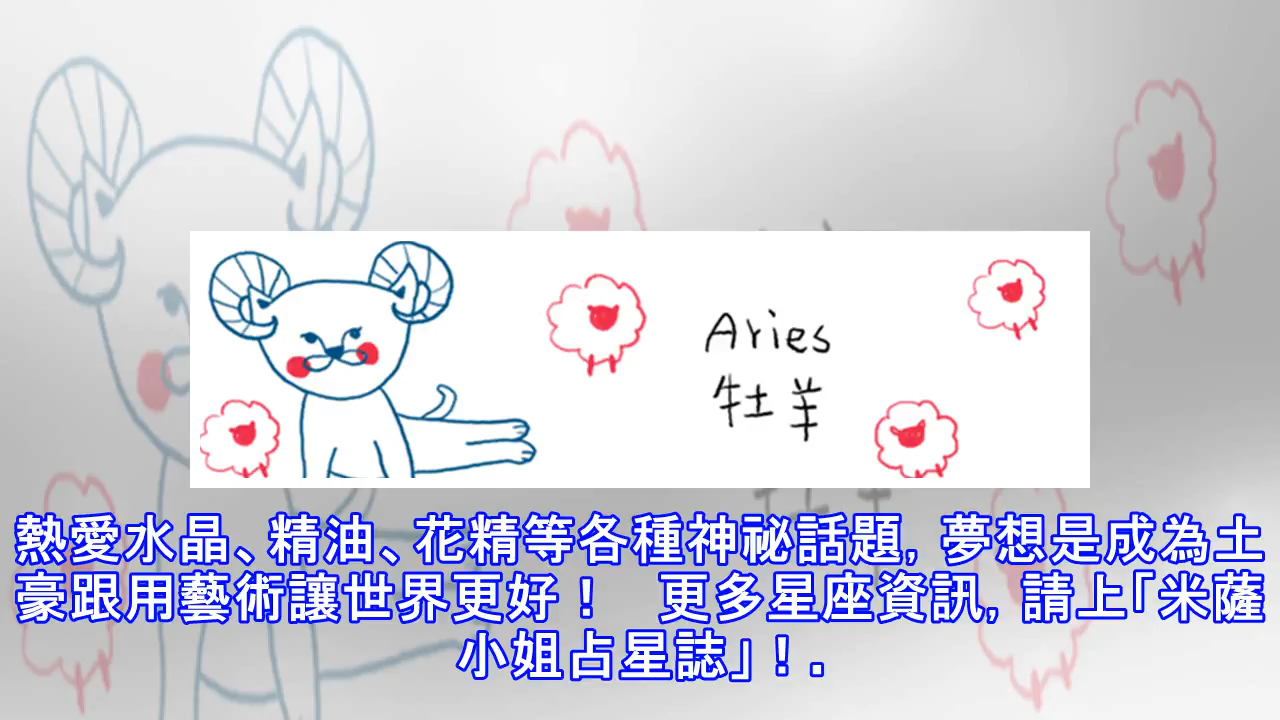 Aries
牡羊
熱愛水晶、精油、花精等各種神祕話題, 夢想是成為土
豪跟用藝術讓世界更好！　更多星座資訊, 請上「米薩
小姐占星誌」！.